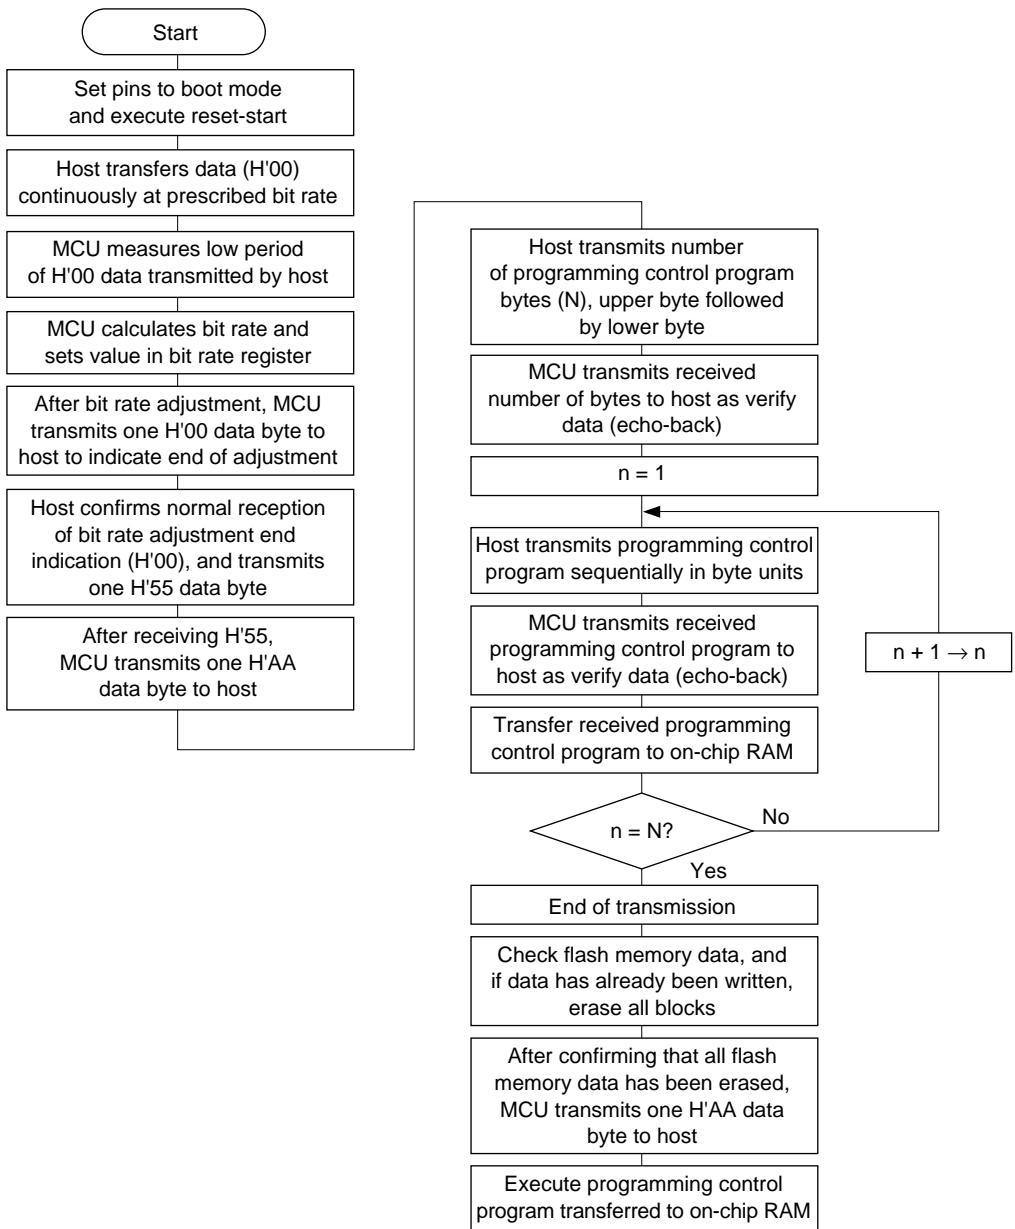 Start
Set pins to boot mode
and execute reset-start
Host transfers data (H'00)
continuously at prescribed bit rate
MCU measures low period
of H'00 data transmitted by host
MCU calculates bit rate and
sets value in bit rate register
After bit rate adjustment, MCU
transmits one H'00 data byte to
host to indicate end of adjustment
Host confirms normal reception
of bit rate adjustment end
indication (H'00), and transmits
one H'55 data byte
After receiving H'55,
MCU transmits one H'AA
data byte to host
Host transmits number
of programming control program
bytes (N), upper byte followed
by lower byte
MCU transmits received
number of bytes to host as verify
data (echo-back)
n = 1
Host transmits programming control
program sequentially in byte units
MCU transmits received
programming control program to
host as verify data (echo-back)
n + 1 → n
Transfer received programming
control program to on-chip RAM
n = N?
No
Yes
End of transmission
Check flash memory data, and
if data has already been written,
erase all blocks
After confirming that all flash
memory data has been erased,
MCU transmits one H'AA data
byte to host
Execute programming control
program transferred to on-chip RAM